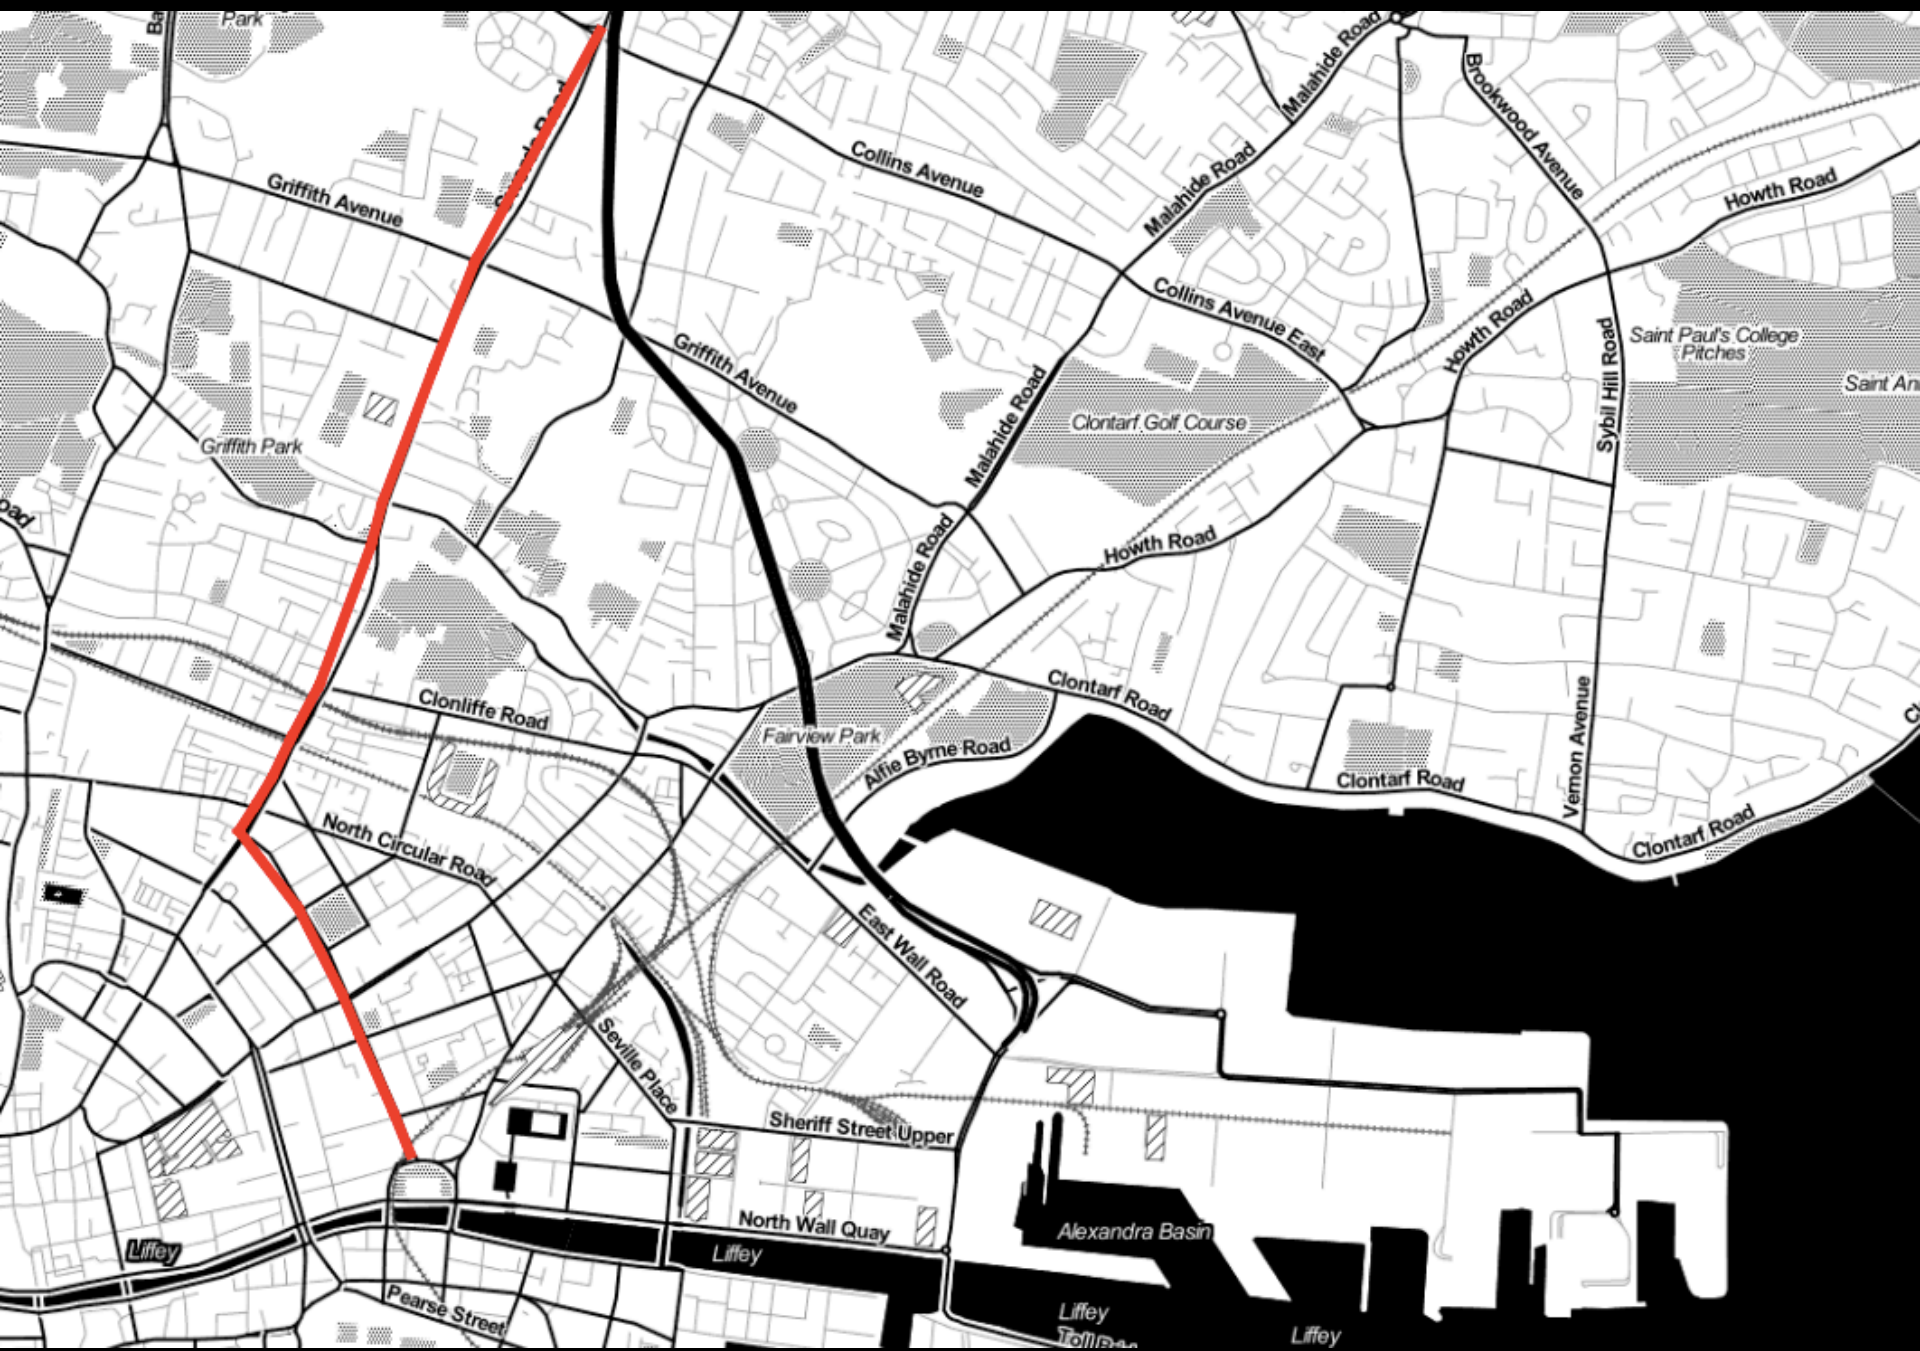 Park
Ba
Malahide Road
Brookwood Avenue
Collins Avenue
Griffith Avenue
Malahide Road
Howth Road
Collins Avenue East
Howth Road
Saint Paul's College
Pitches
Sybil Hill Road
Saint An
Griffith Avenue
Malahide Road
Clontarf Golf Course
Griffith Park
oad
Malahide Road
Howth Road
Clontarf Road
Clonliffe Road
Fairview Park
Alfie Byrne Road
Vernon Avenue
Cl
Clontarf Road
Clontarf Road
North Circular Road
East Wall Road
Seville Place
Sheriff Street Upper
North Wall Quay
Alexandra Basin
Liffey
Liffey
Pearse Street
Liffey
Liffey